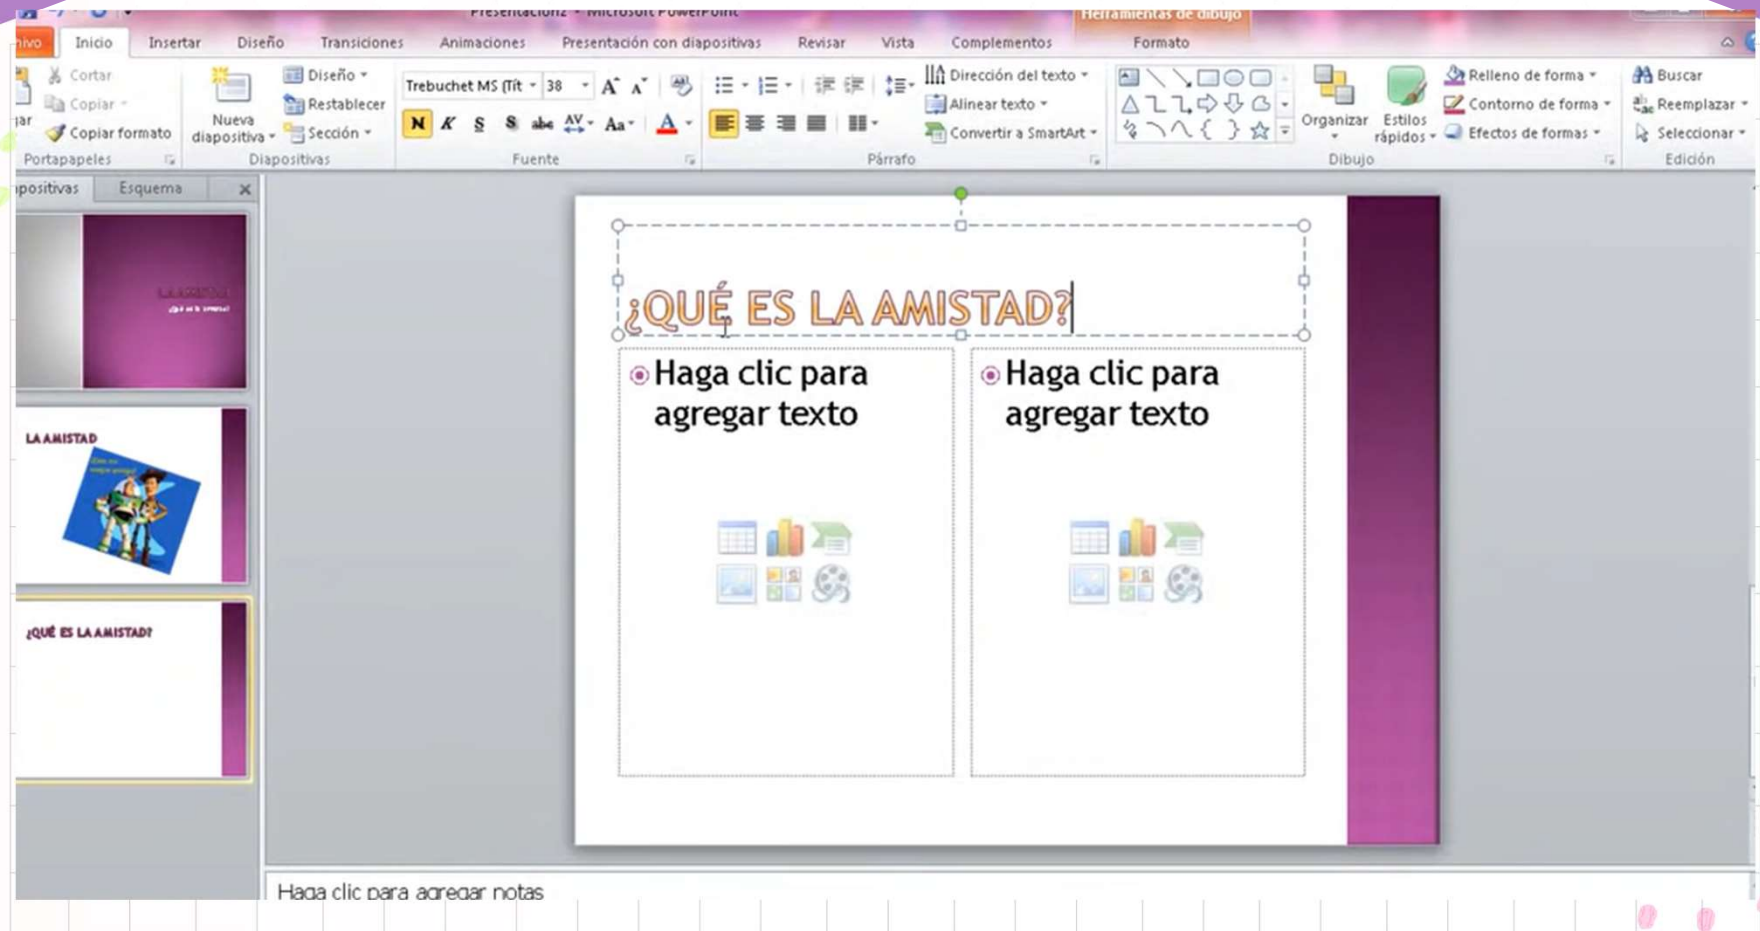 Presentación2 - Microsoft PowerPoint
Herramientas de dibujo
Inicio
Insertar
Diseño
Transiciones
Animaciones
Presentación con diapositivas
Revisar
Vista
Complementos
Formato
Cortar
Copiar
Copiar formato
Portapapeles
Nueva
diapositiva
Diseño
Restablecer
Sección
Diapositivas
Trebuchet MS (Tít
38
N K S S abc AV Aa A
Fuente
Párrafo
Dirección del texto
Alinear texto
Convertir a SmartArt
Organizar
Estilos
rápidos
Relleno de forma
Contorno de forma
Efectos de formas
Dibujo
Buscar
Reemplazar
Seleccionar
Edición
Esquema
LA AMISTAD
¿QUÉ ES LA AMISTAD?
¿QUÉ ES LA AMISTAD?
Haga clic para
agregar texto
Haga clic para
agregar texto
Haga clic para agregar notas